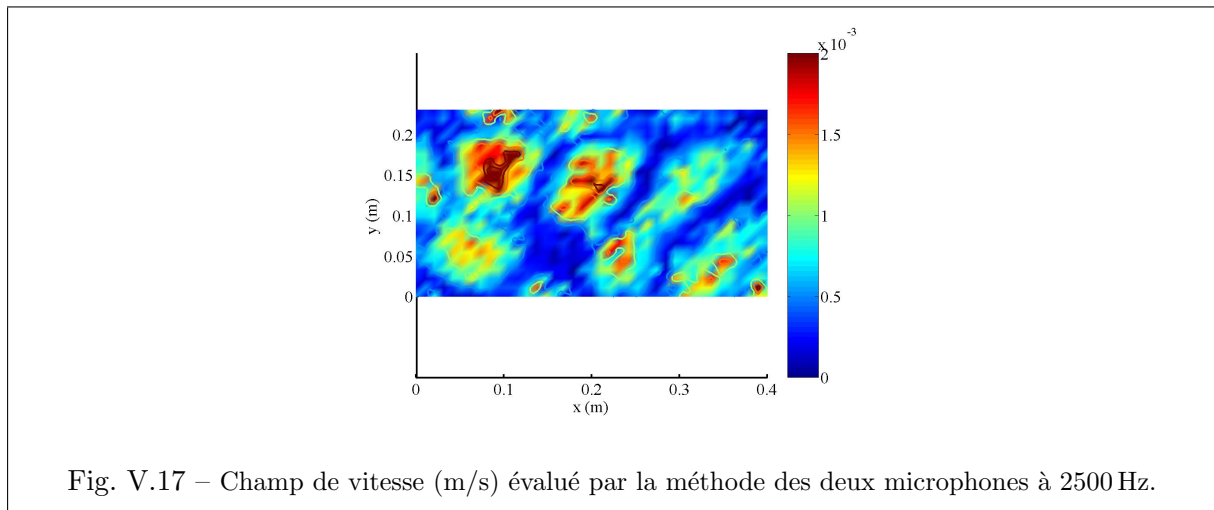 x 10⁻³
2
1.5
1
0.5
0
0.2
0.15
0.1
0.05
0
y (m)
0 0.1 0.2 0.3 0.4
x (m)
Fig. V.17 – Champ de vitesse (m/s) évalué par la méthode des deux microphones à 2500 Hz.